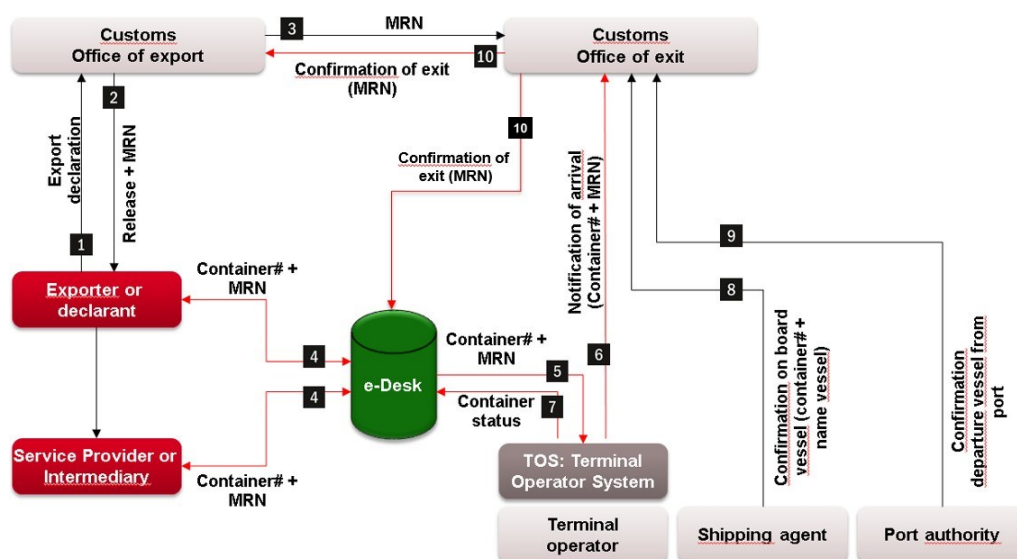 Customs
Office of export
3
MRN
Customs
Office of exit
10
Confirmation of exit
(MRN)
2
Export
declaration
Release + MRN
1
10
Confirmation of
exit (MRN)
Notification of arrival
(Container# + MRN)
9
8
Exporter or
declarant
Container# +
MRN
4
e-Desk
Container# +
MRN
5
6
4
Container
status
7
Service Provider or
Intermediary
Container# +
MRN
TOS: Terminal
Operator System
Confirmation on board
vessel (container# +
name vessel)
Confirmation
departure vessel from
port
Terminal
operator
Shipping agent
Port authority